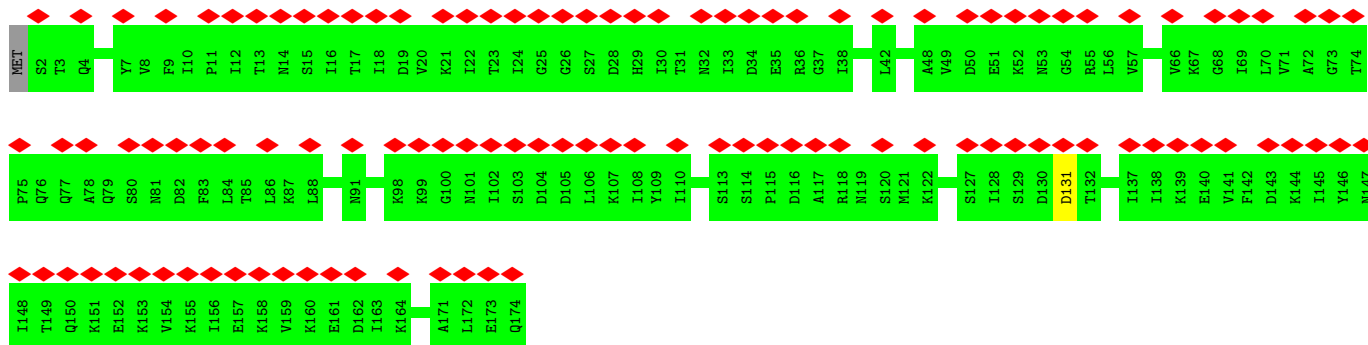 MET S2 T3 Q4 Y7 V8 F9 I10 P11 I12 T13 N14 S15 I16 T17 I18 D19 V20 K21 I22 T23 I24 G25 G26 S27 D28 H29 I30 T31 N32 I33 D34 E35 R36 G37 I38 L42 A48 V49 D50 E51 K52 N53 G54 R55 L56 V57 V66 K67 G68 I69 L70 V71 A72 G73 T74
P75 Q76 Q77 A78 Q79 S80 N81 D82 F83 L84 T85 L86 K87 L88 N91 K98 K99 G100 N101 I102 S103 D104 D105 L106 K107 I108 Y109 I110 S113 S114 P115 D116 A117 R118 N119 S120 M121 K122 S127 I128 S129 D130 D131 T132 I137 I138 K139 E140 V141 F142 D143 K144 I145 Y146 N147
I148 T149 Q150 K151 E152 K153 V154 K155 I156 E157 K158 V159 K160 E161 D162 I163 K164 A171 L172 E173 Q174